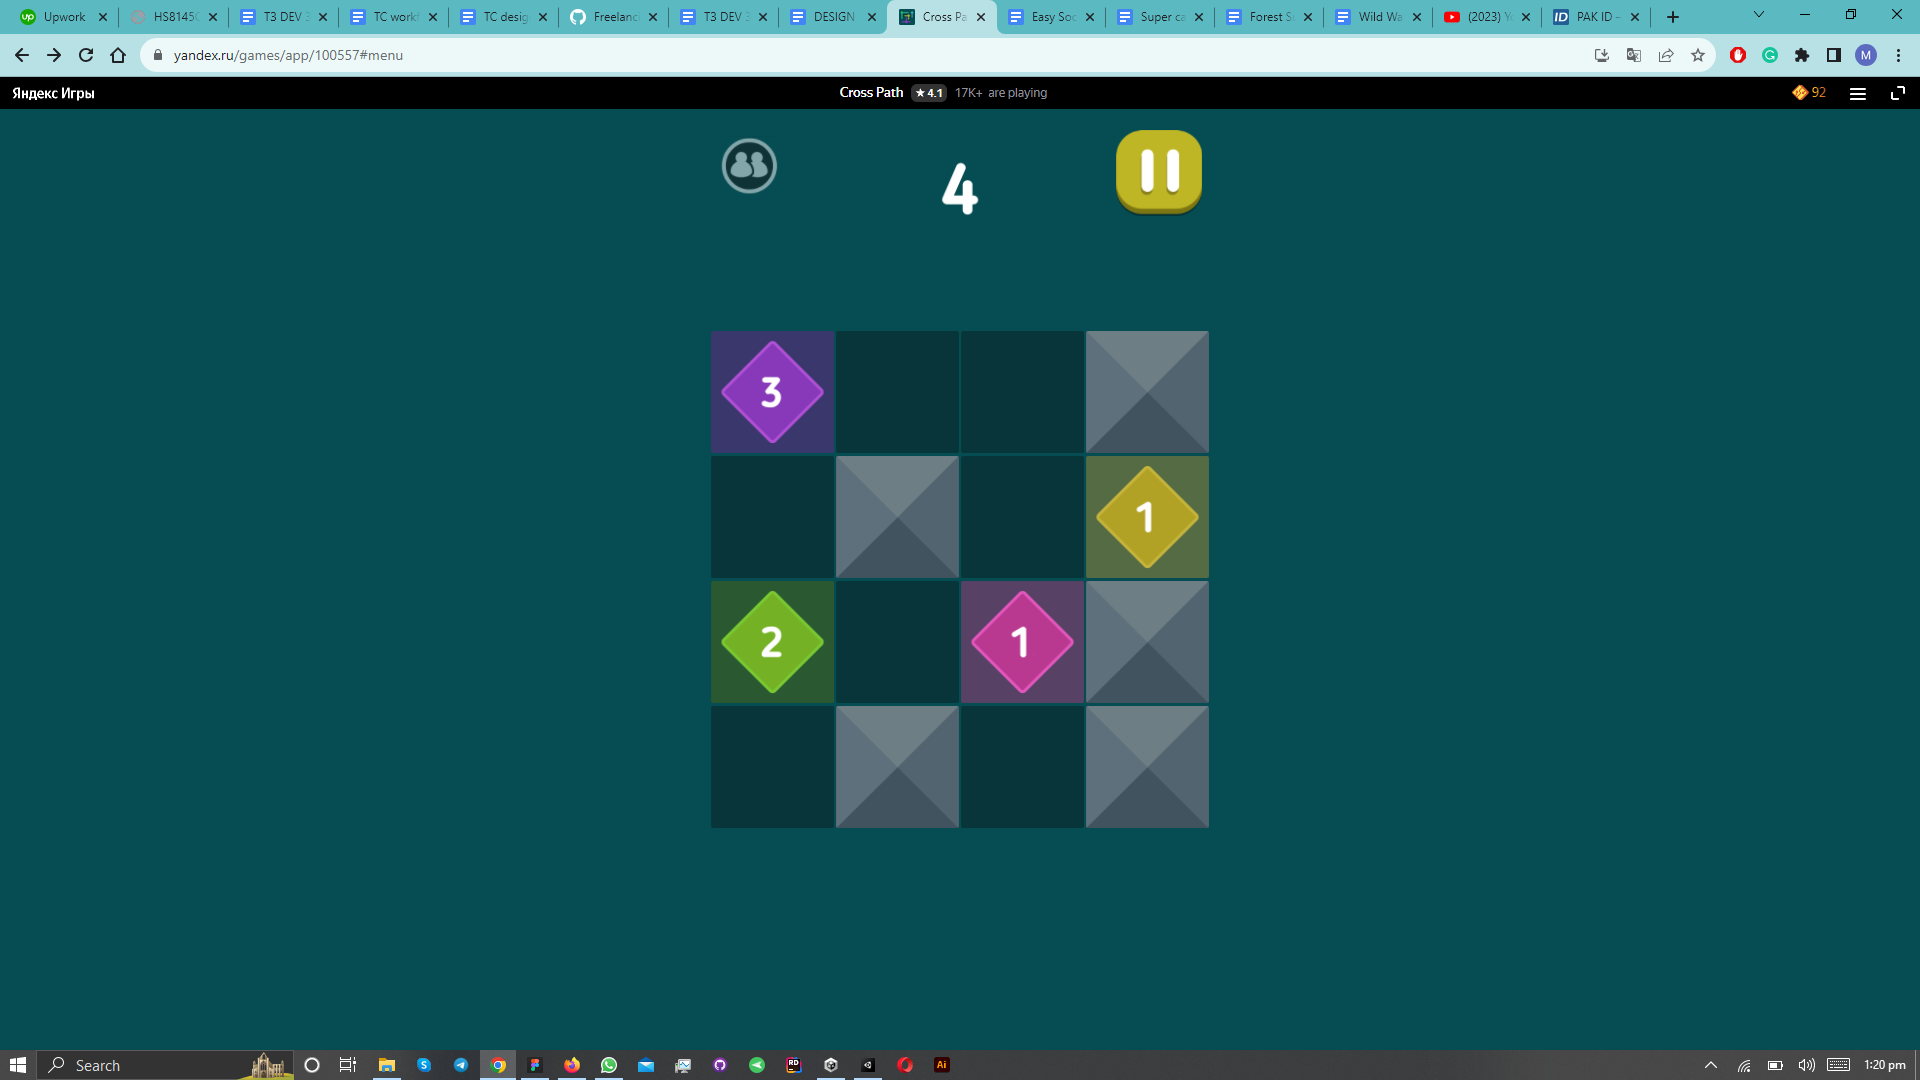 Upwork
HS8145C
T3 DEV
TC work
TC desig
Freelanc
T3 DEV
DESIGN
Cross Pa
Easy Soc
Super ca
Forest S
Wild Wa
(2023) Y
PAK ID -
yandex.ru/games/app/100557#menu
M
Яндекс Игры
Cross Path
★ 4.1
17K+ are playing
92
4
3
1
2
1
Search
1:20 pm